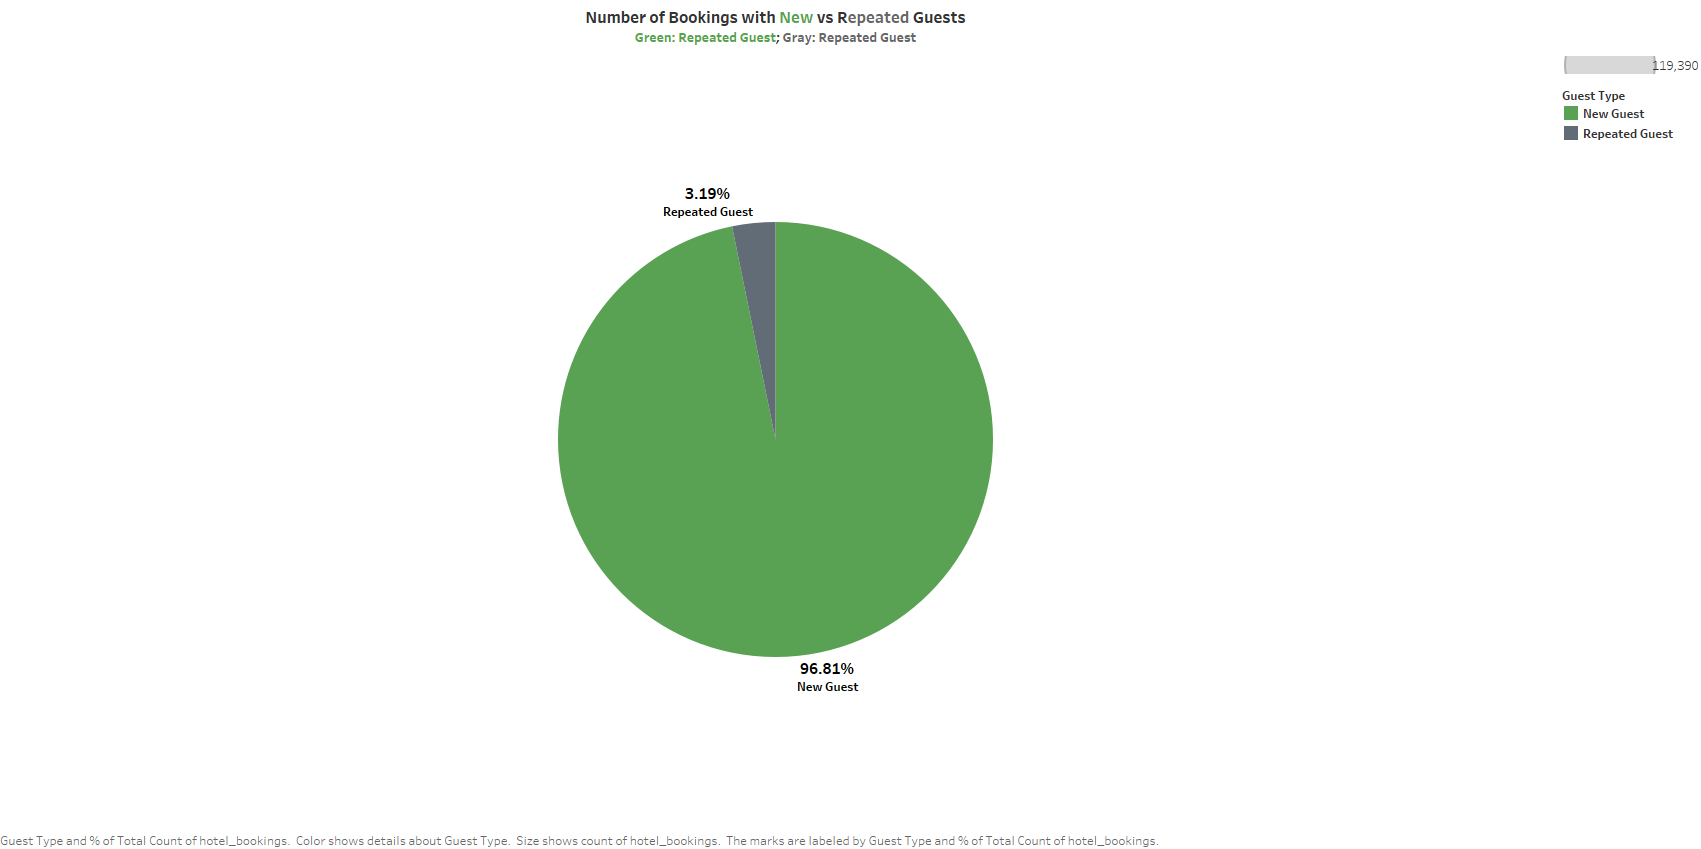 Number of Bookings with New vs Repeated Guests
Green: Repeated Guest; Gray: Repeated Guest
119,390
Guest Type
New Guest
Repeated Guest
3.19%
Repeated Guest
96.81%
New Guest
Guest Type and % of Total Count of hotel_bookings. Color shows details about Guest Type. Size shows count of hotel_bookings. The marks are labeled by Guest Type and % of Total Count of hotel_bookings.